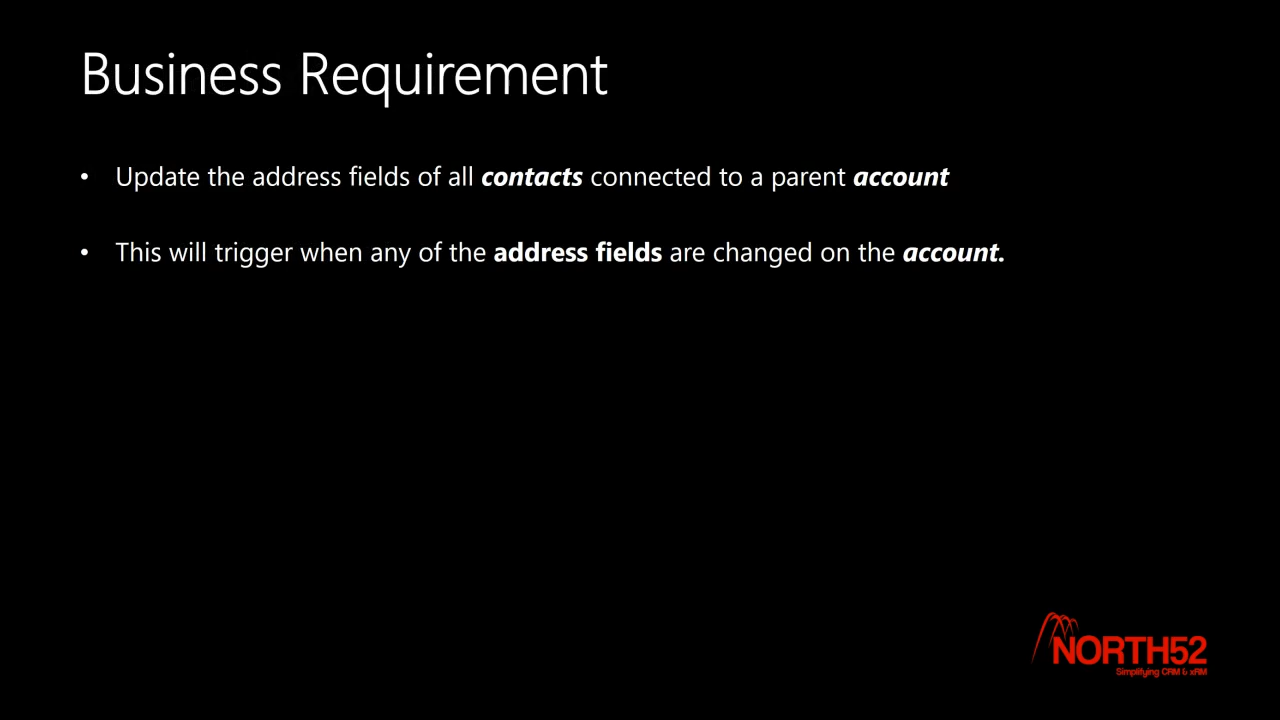 Business Requirement
• Update the address fields of all contacts connected to a parent account
• This will trigger when any of the address fields are changed on the account.
NORTH52
Simplifying CRM & xRM